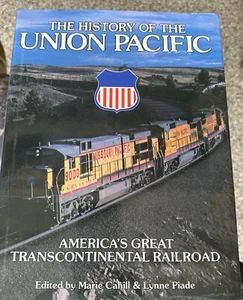 THE HISTORY OF THE
UNION PACIFIC
AMERICA'S GREAT
TRANSCONTINENTAL RAILROAD
Edited by Marie Cahill & Lynne Piade